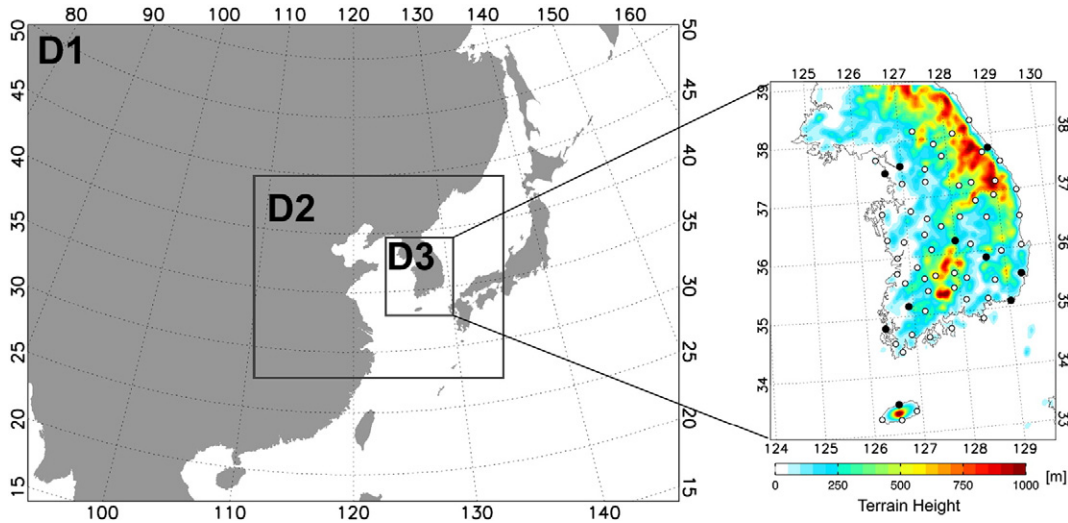 80 90 100 110 120 130 140 150 160
50 D1 50
45 45
40 40
35 D2 35
30 D3 30
25 25
20 20
15 15
100 110 120 130 140
125 126 127 128 129 130
39 38
38 37
37 36
36 35
35 34
34 33
124 125 126 127 128 129
0 250 500 750 1000 [m]
Terrain Height